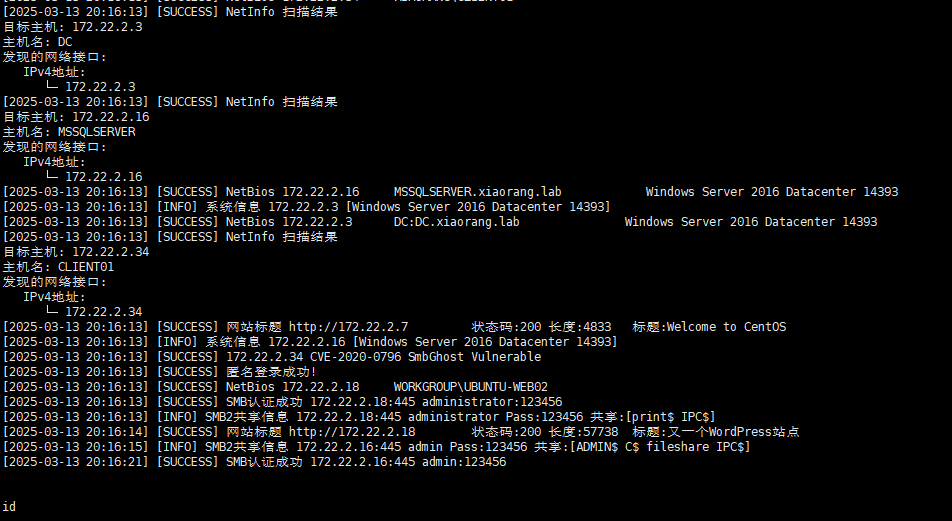 [2025-03-13 20:16:13] [SUCCESS] NetInfo 扫描结果
目标主机: 172.22.2.3
主机名: DC
发现的网络接口:
   IPv4地址:
      └─ 172.22.2.3
[2025-03-13 20:16:13] [SUCCESS] NetInfo 扫描结果
目标主机: 172.22.2.16
主机名: MSSQLSERVER
发现的网络接口:
   IPv4地址:
      └─ 172.22.2.16
[2025-03-13 20:16:13] [SUCCESS] NetBios 172.22.2.16     MSSQLSERVER.xiaorang.lab            Windows Server 2016 Datacenter 14393
[2025-03-13 20:16:13] [INFO] 系统信息 172.22.2.3 [Windows Server 2016 Datacenter 14393]
[2025-03-13 20:16:13] [SUCCESS] NetBios 172.22.2.3      DC:DC.xiaorang.lab               Windows Server 2016 Datacenter 14393
[2025-03-13 20:16:13] [SUCCESS] NetInfo 扫描结果
目标主机: 172.22.2.34
主机名: CLIENT01
发现的网络接口:
   IPv4地址:
      └─ 172.22.2.34
[2025-03-13 20:16:13] [SUCCESS] 网站标题 http://172.22.2.7         状态码:200 长度:4833   标题:Welcome to CentOS
[2025-03-13 20:16:13] [INFO] 系统信息 172.22.2.16 [Windows Server 2016 Datacenter 14393]
[2025-03-13 20:16:13] [SUCCESS] 172.22.2.34 CVE-2020-0796 SmbGhost Vulnerable
[2025-03-13 20:16:13] [SUCCESS] 匿名登录成功!
[2025-03-13 20:16:13] [SUCCESS] NetBios 172.22.2.18     WORKGROUP\UBUNTU-WEB02
[2025-03-13 20:16:13] [SUCCESS] SMB认证成功 172.22.2.18:445 administrator:123456
[2025-03-13 20:16:13] [INFO] SMB2共享信息 172.22.2.18:445 administrator Pass:123456 共享:[print$ IPC$]
[2025-03-13 20:16:14] [SUCCESS] 网站标题 http://172.22.2.18        状态码:200 长度:57738  标题:又一个WordPress站点
[2025-03-13 20:16:15] [INFO] SMB2共享信息 172.22.2.16:445 admin Pass:123456 共享:[ADMIN$ C$ fileshare IPC$]
[2025-03-13 20:16:21] [SUCCESS] SMB认证成功 172.22.2.16:445 admin:123456
id